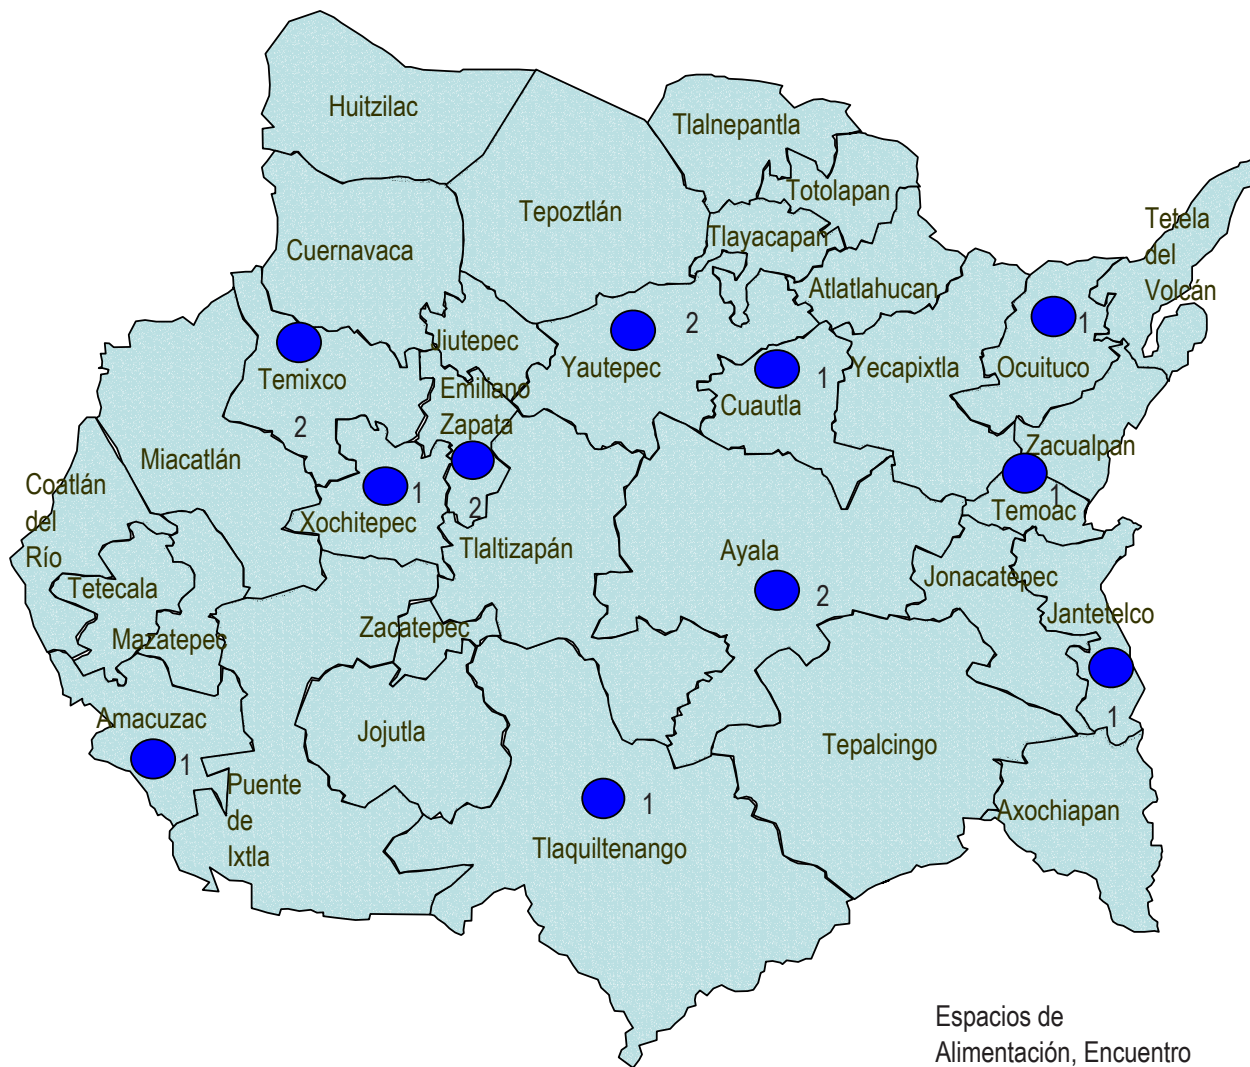 Huitzilac
Tlalnepantla
Totolapan
Tepoztlán
Tlayacapan
Tetela
del
Volcán
Cuernavaca
Atlatlahucan
2
1
Jiutepec
Temixco
Yautepec
Yecapixtla
Ocuituco
1
Emiliano
Zapata
Cuautla
2
Zacualpan
Miacatlán
Coatlán
del
Río
1
1
Xochitepec
2
Temoac
Tlaltizapán
Ayala
Jonacatepec
Tetecala
2
Jantetelco
Mazatepec
Zacatepec
Amacuzac
1
Jojutla
Tepalcingo
1
Puente
de
Ixtla
1
Axochiapan
Tlaquiltenango
Espacios de
Alimentación, Encuentro